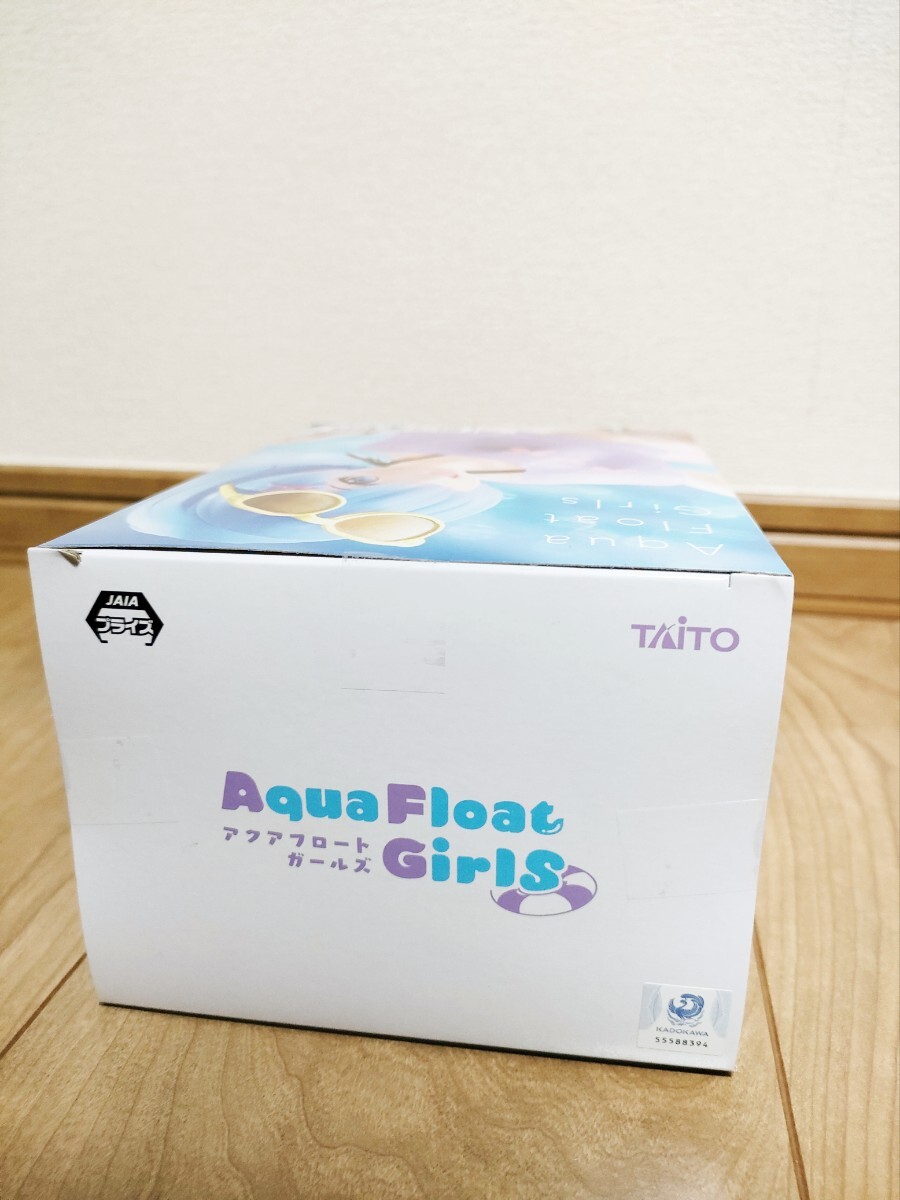 Aqua
Float
Girls
JAIA
プライズ
TAITO
Aqua Float
アクアフロート
ガールズ
Girls
KADOKAWA
55588394